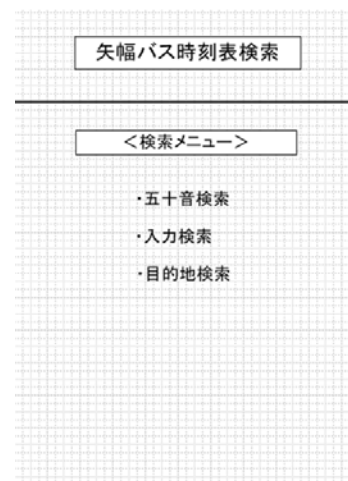 矢幅バス時刻表検索
＜検索メニュー＞
・五十音検索
・入力検索
・目的地検索